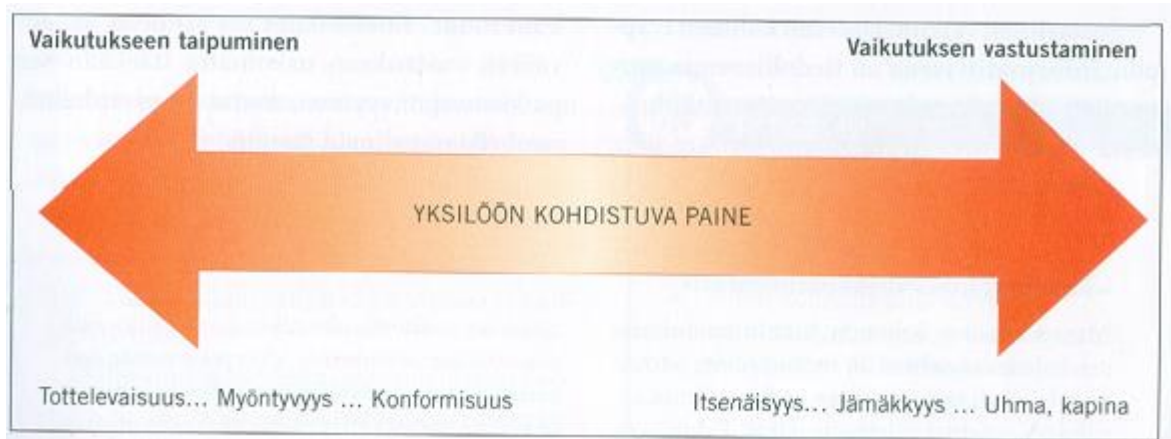 Vaikutukseen taipuminen
Vaikutuksen vastustaminen
YKSILÖÖN KOHDISTUVA PAINE
Tottelevaisuus... Myöntyvyys ... Konformisuus
Itsenäisyys... Jämäkkyys ... Uhma, kapina